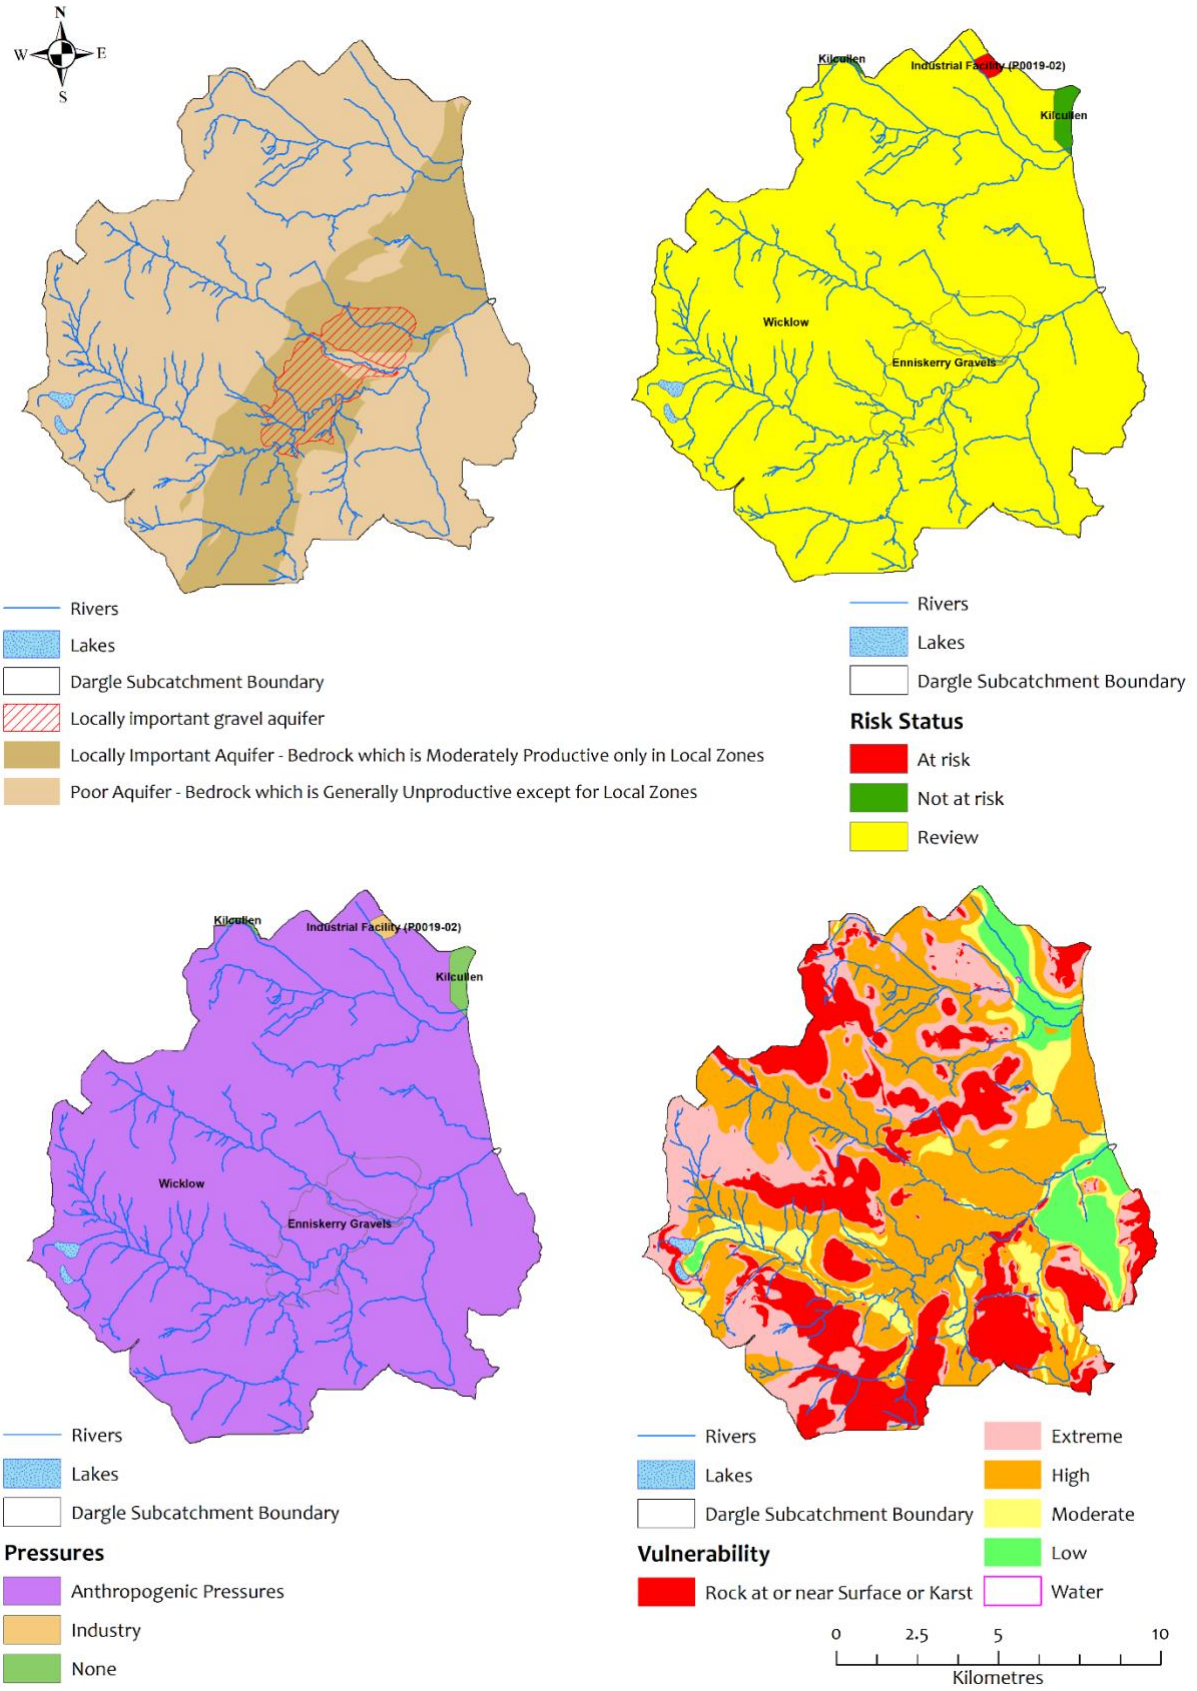 N
W
E
S
Kilcullen
Industrial Facility (P0019-02)
Kilcullen
Wicklow
Enniskerry Gravels
Rivers
Lakes
Dargle Subcatchment Boundary
Locally important gravel aquifer
Locally Important Aquifer - Bedrock which is Moderately Productive only in Local Zones
Poor Aquifer - Bedrock which is Generally Unproductive except for Local Zones
Rivers
Lakes
Dargle Subcatchment Boundary
Risk Status
At risk
Not at risk
Review
Kilcullen
Industrial Facility (P0019-02)
Kilcullen
Wicklow
Enniskerry Gravels
Rivers
Lakes
Dargle Subcatchment Boundary
Pressures
Anthropogenic Pressures
Industry
None
Rivers
Lakes
Dargle Subcatchment Boundary
Vulnerability
Rock at or near Surface or Karst
Extreme
High
Moderate
Low
Water
0 2.5 5 10
Kilometres